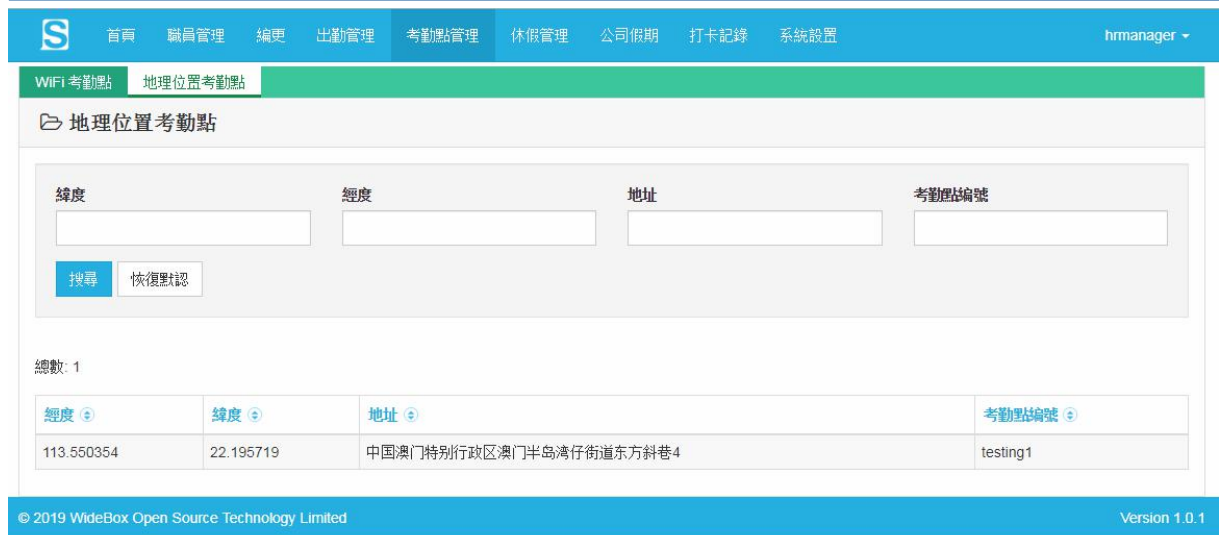 S 首頁 職員管理 編更 出勤管理 考勤點管理 休假管理 公司假期 打卡記錄 系統設置 hrmanager
WiFi 考勤點 地理位置考勤點
地理位置考勤點
緯度 經度 地址 考勤點編號
搜尋 恢復默認
總數: 1
經度 緯度 地址 考勤點編號
113.550354 22.195719 中国澳门特别行政区澳门半岛湾仔街道东方斜巷4 testing1
© 2019 WideBox Open Source Technology Limited Version 1.0.1